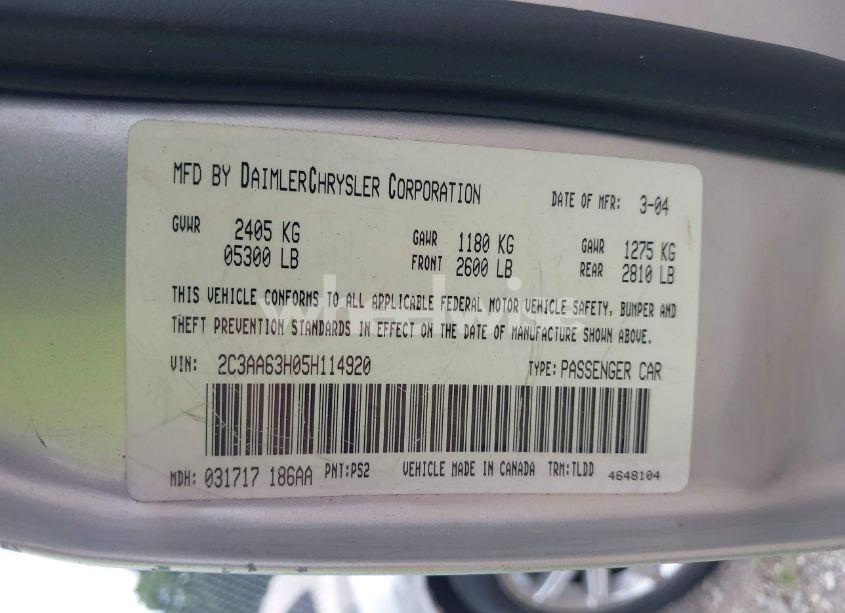 MFD BY DAIMLERCHRYSLER CORPORATION DATE OF MFR: 3-04
GVWR 2405 KG GAWR 1180 KG GAWR 1275 KG
05300 LB FRONT 2600 LB REAR 2810 LB
THIS VEHICLE CONFORMS TO ALL APPLICABLE FEDERAL MOTOR VEHICLE SAFETY, BUMPER AND
THEFT PREVENTION STANDARDS IN EFFECT ON THE DATE OF MANUFACTURE SHOWN ABOVE.
wheelwise
VIN: 2C3AA63H05H114920 TYPE: PASSENGER CAR
MDH: 031717 186AA PNT:PS2 VEHICLE MADE IN CANADA TRM:TLDD 4648104